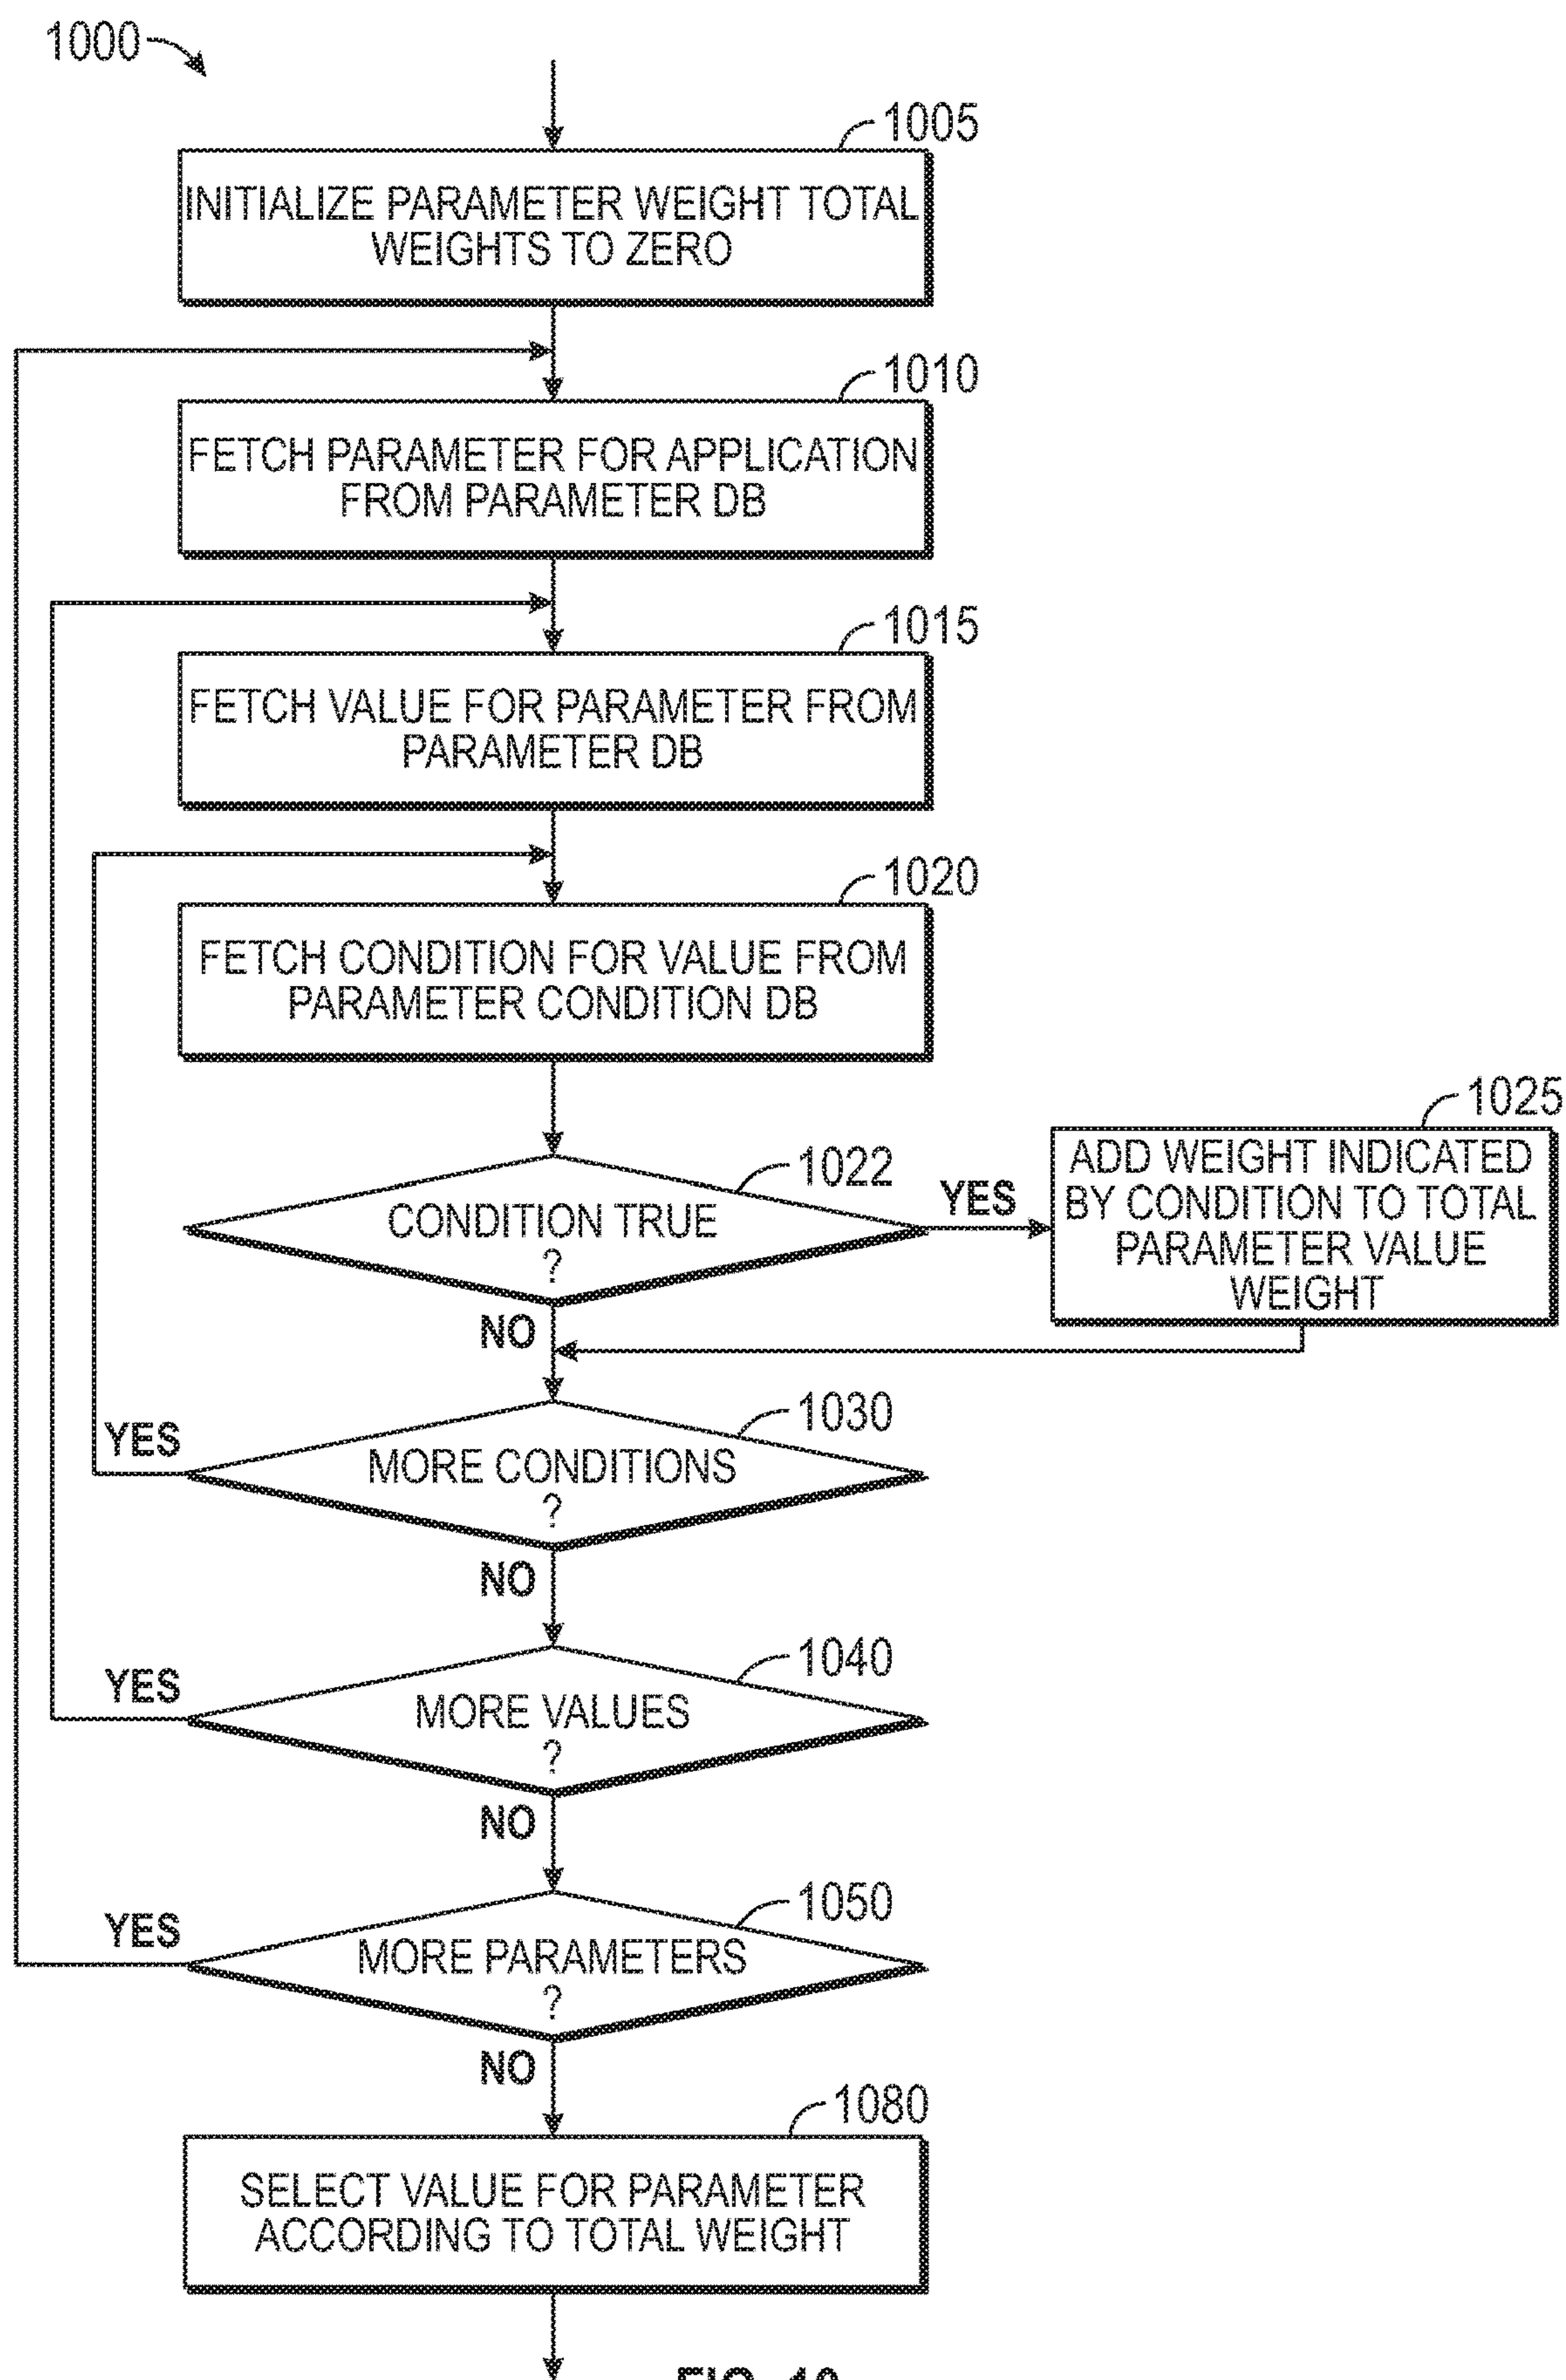 1000
1005
INITIALIZE PARAMETER WEIGHT TOTAL
WEIGHTS TO ZERO
1010
FETCH PARAMETER FOR APPLICATION
FROM PARAMETER DB
1015
FETCH VALUE FOR PARAMETER FROM
PARAMETER DB
1020
FETCH CONDITION FOR VALUE FROM
PARAMETER CONDITION DB
1022
CONDITION TRUE
?
YES
1025
ADD WEIGHT INDICATED
BY CONDITION TO TOTAL
PARAMETER VALUE
WEIGHT
NO
1030
MORE CONDITIONS
?
YES
NO
1040
MORE VALUES
?
YES
NO
1050
MORE PARAMETERS
?
YES
NO
1080
SELECT VALUE FOR PARAMETER
ACCORDING TO TOTAL WEIGHT